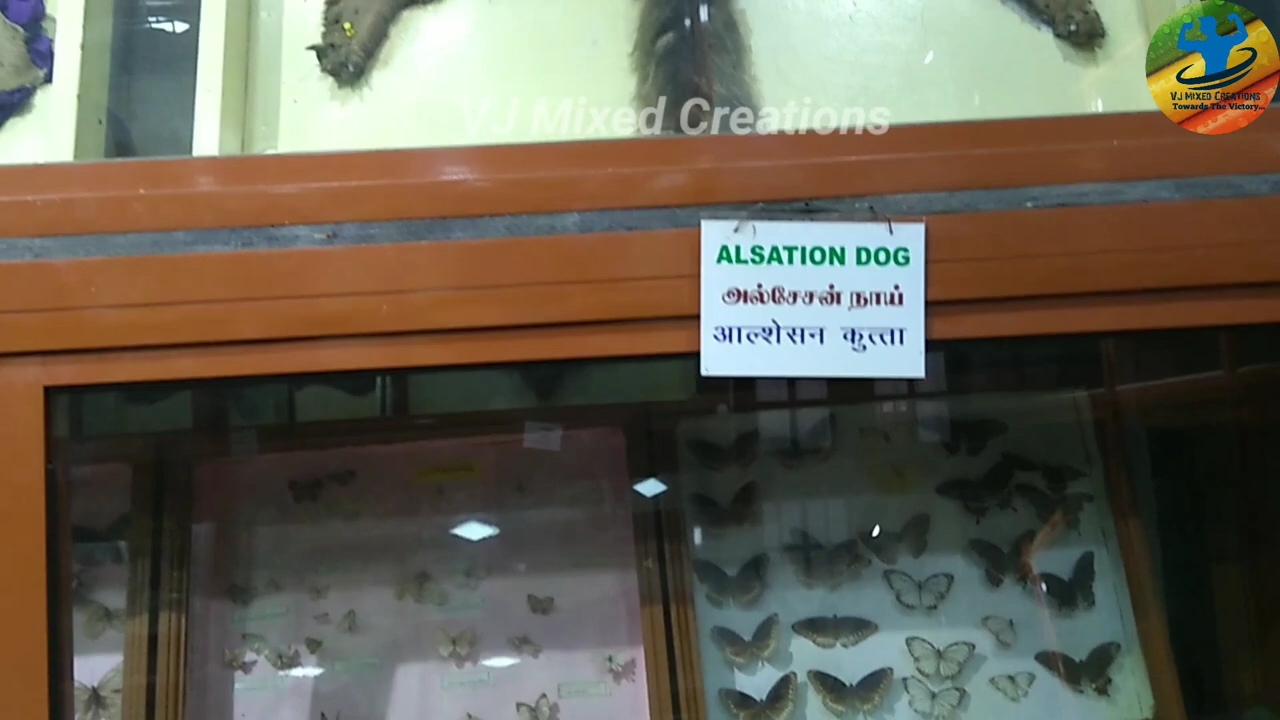 VJ Mixed Creations
VJ MIXED CREATIONS
Towards The Victory...
ALSATION DOG
அல்சேசன் நாய்
आल्शेसन कुत्ता